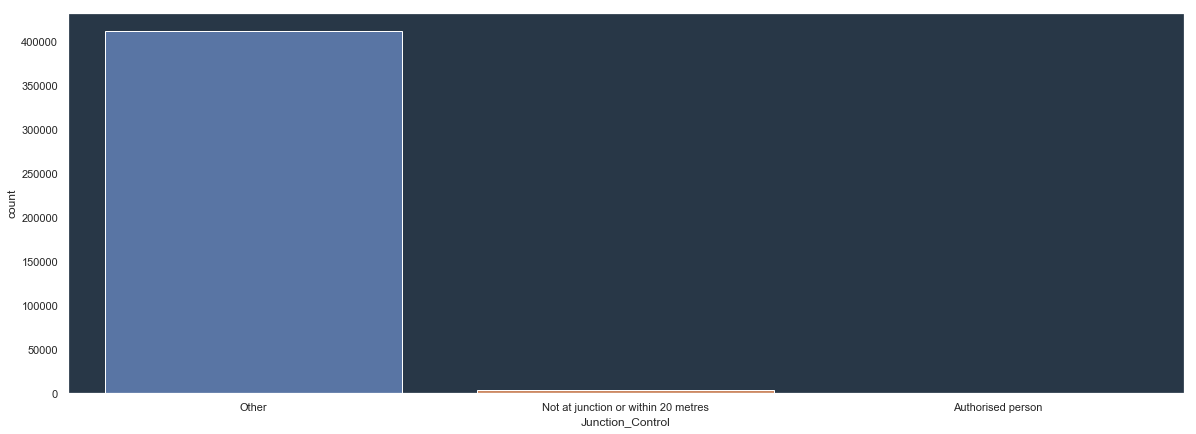 400000
350000
300000
250000
200000
150000
100000
50000
0
count
Other
Not at junction or within 20 metres
Authorised person
Junction_Control